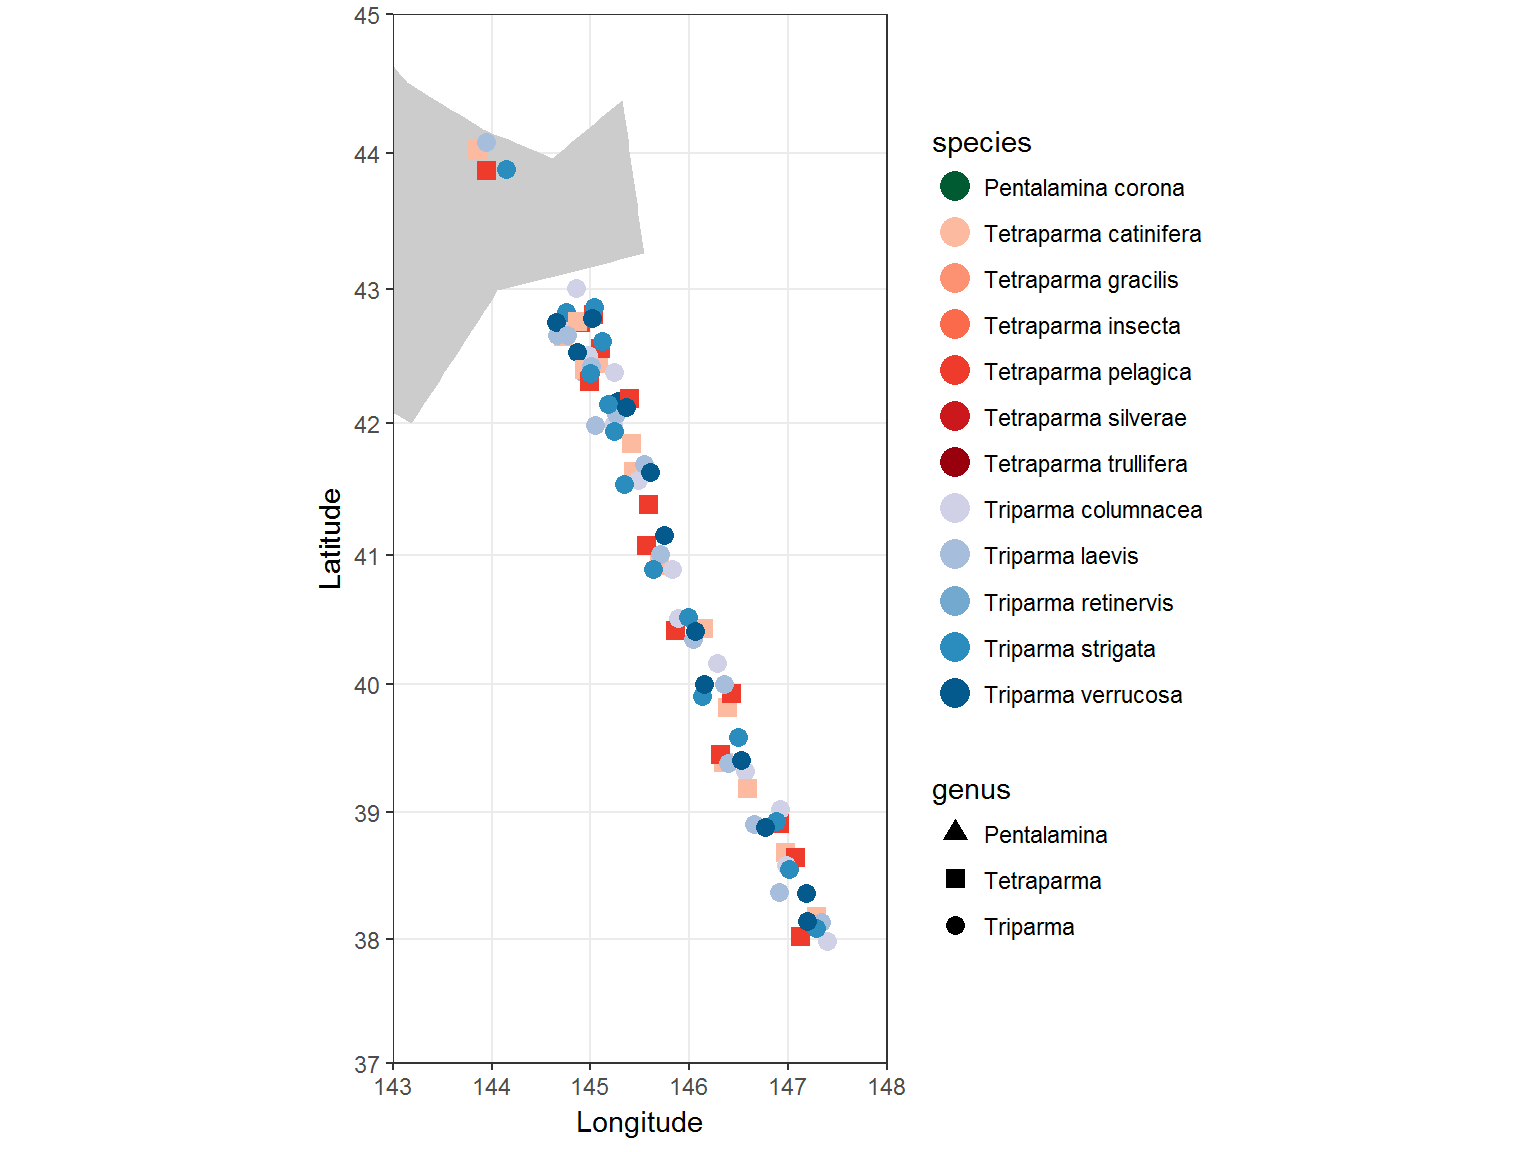 45
44
43
42
41
40
39
38
37
143 144 145 146 147 148
Latitude
Longitude
species
Pentalamina corona
Tetraparma catinifera
Tetraparma gracilis
Tetraparma insecta
Tetraparma pelagica
Tetraparma silverae
Tetraparma trullifera
Triparma columnacea
Triparma laevis
Triparma retinervis
Triparma strigata
Triparma verrucosa
genus
Pentalamina
Tetraparma
Triparma